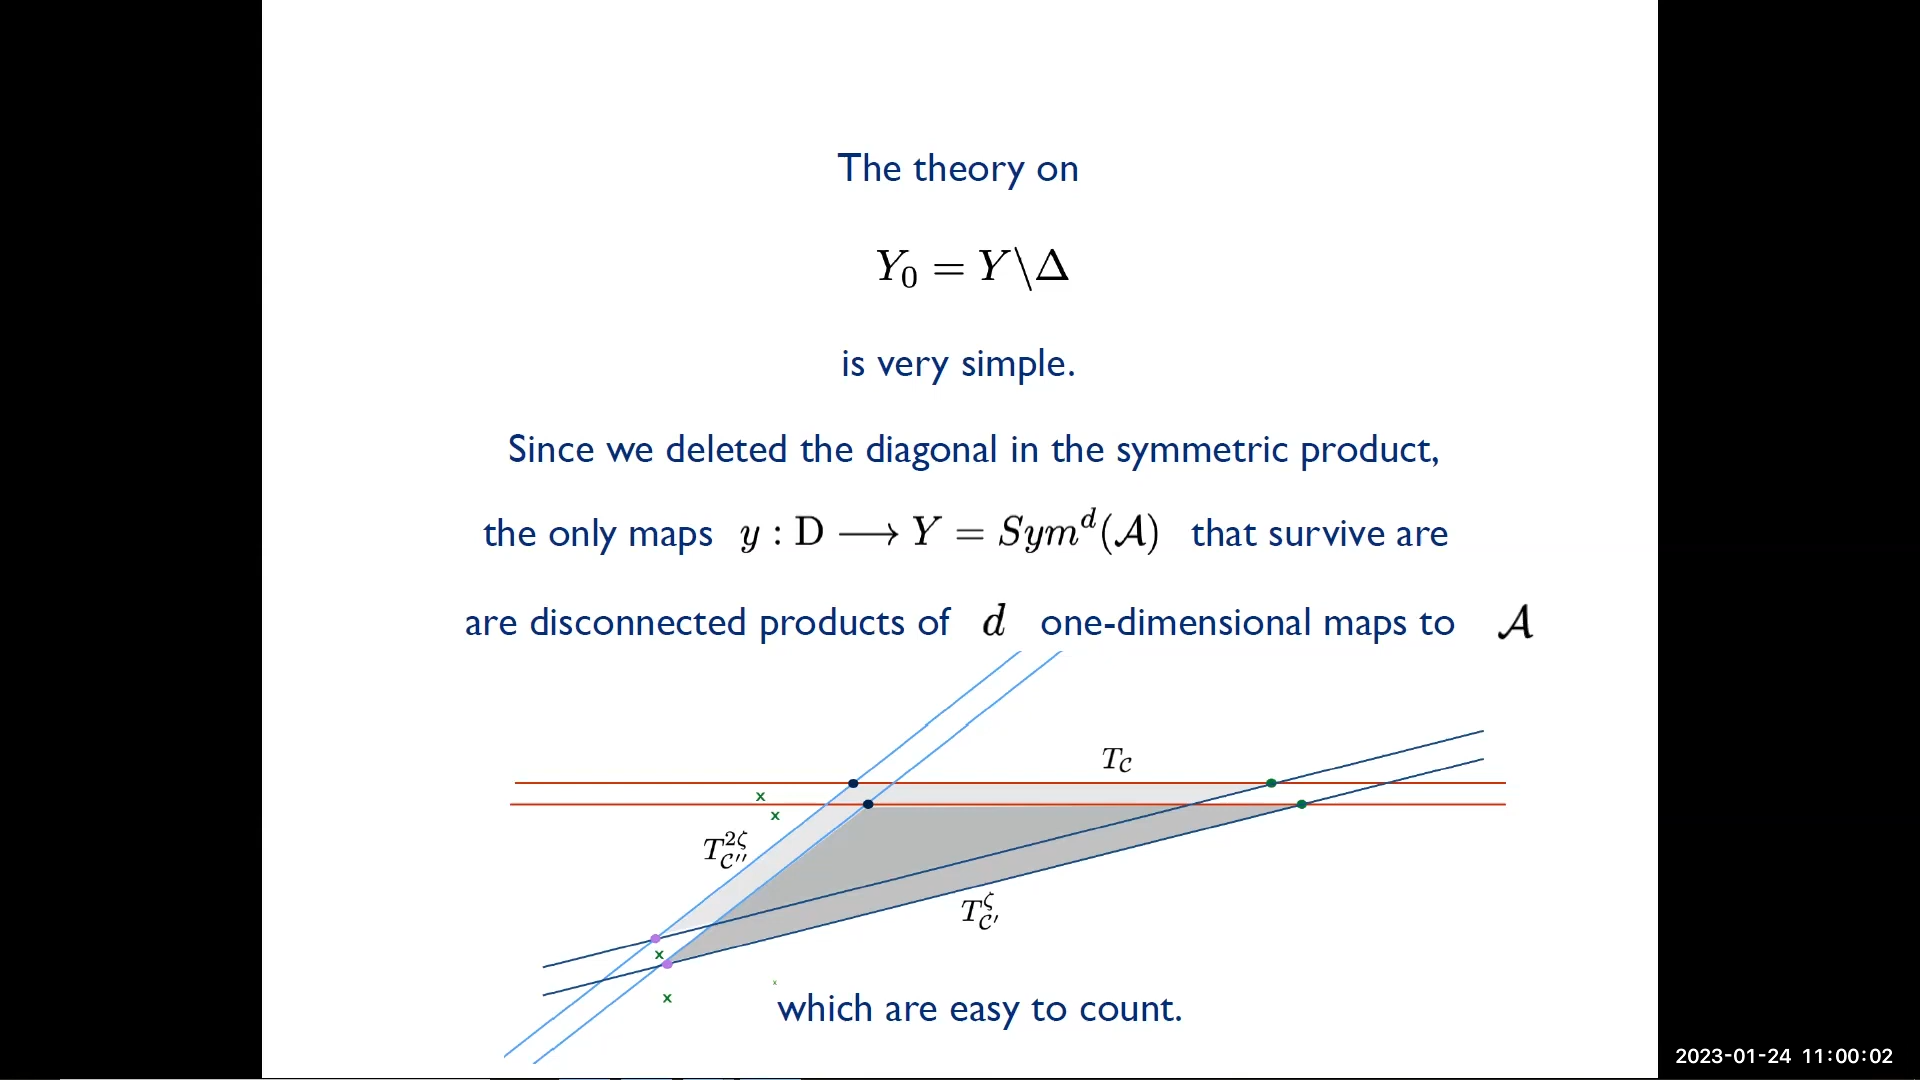 The theory on
Y₀ = Y\Δ
is very simple.
Since we deleted the diagonal in the symmetric product,
the only maps y : D ⟶ Y = Sym^d(𝒜) that survive are
are disconnected products of d one-dimensional maps to 𝒜
T_𝒞
x
x
T^{2ζ}_{𝒞''}
T^ζ_{𝒞'}
x
x
x
which are easy to count.
2023-01-24 11:00:02